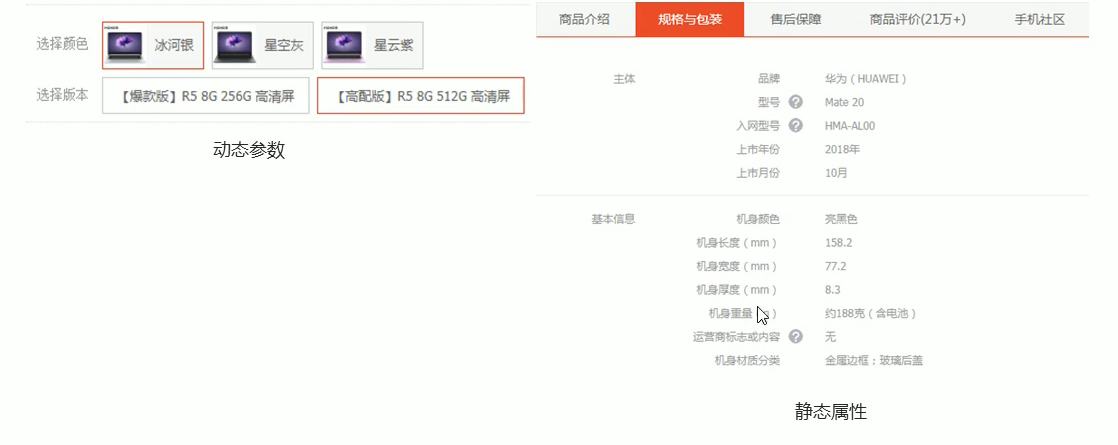 选择颜色 冰河银 星空灰 星云紫
选择版本 【爆款版】R5 8G 256G 高清屏 【高配版】R5 8G 512G 高清屏
动态参数
商品介绍 规格与包装 售后保障 商品评价(21万+) 手机社区
主体 品牌 华为（HUAWEI）
型号 Mate 20
入网型号 HMA-AL00
上市年份 2018年
上市月份 10月
基本信息 机身颜色 亮黑色
机身长度（mm） 158.2
机身宽度（mm） 77.2
机身厚度（mm） 8.3
机身重量 约188克（含电池）
运营商标志或内容 无
机身材质分类 金属边框；玻璃后盖
静态属性